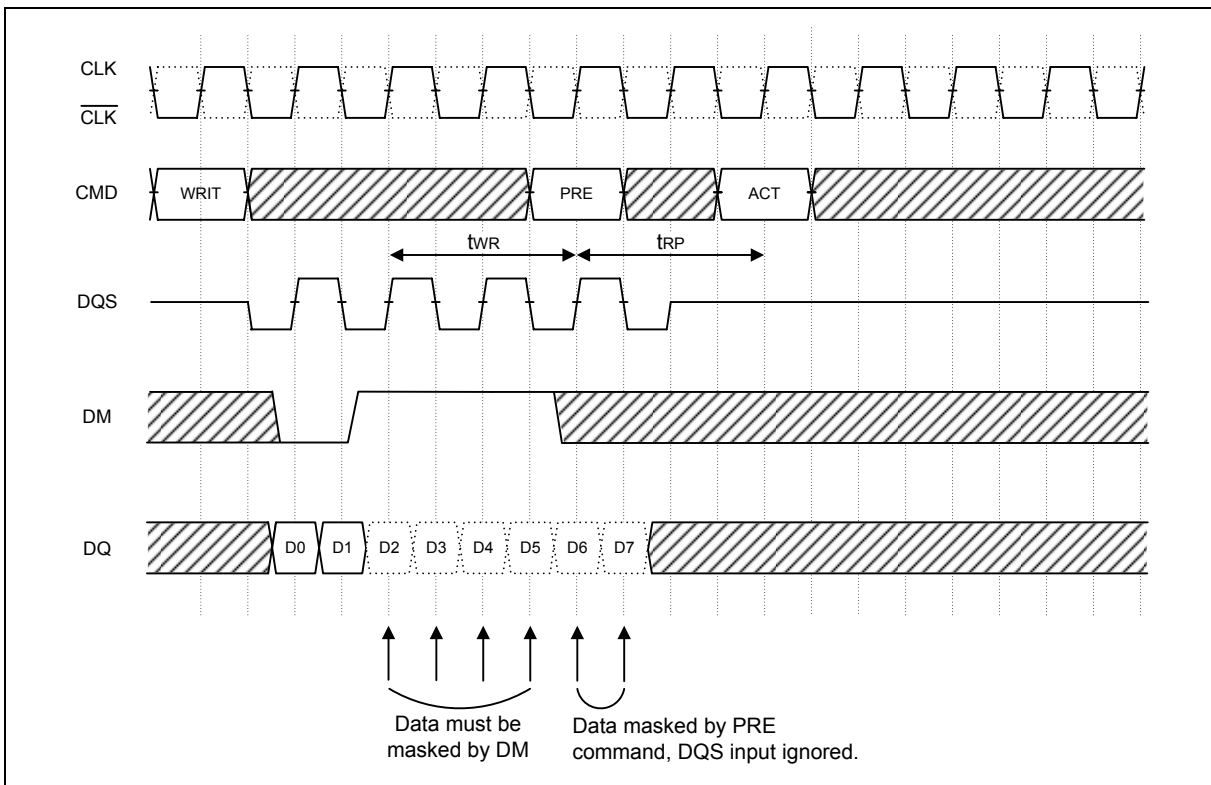 CLK
CLK
CMD
WRIT
PRE
ACT
tWR
tRP
DQS
DM
DQ
D0
D1
D2
D3
D4
D5
D6
D7
Data must be
masked by DM
Data masked by PRE
command, DQS input ignored.